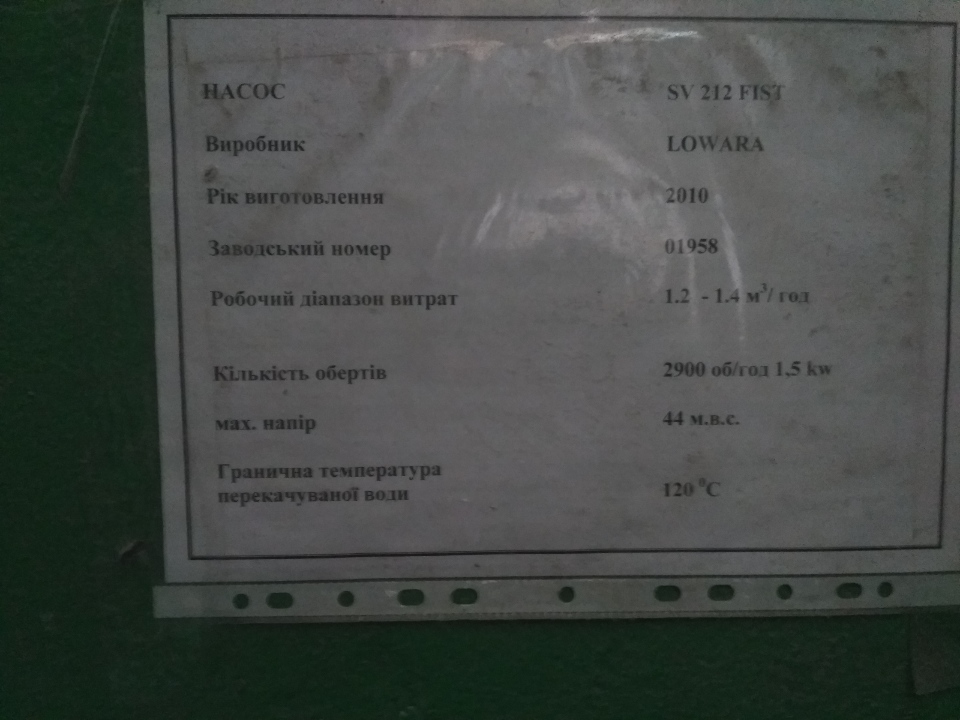 НАСОС SV 212 FIST
Виробник LOWARA
Рік виготовлення 2010
Заводський номер 01958
Робочий діапазон витрат 1.2 - 1.4 м³/ год
Кількість обертів 2900 об/год 1,5 kw
мах. напір 44 м.в.с.
Гранична температура
перекачуваної води 120 ⁰С